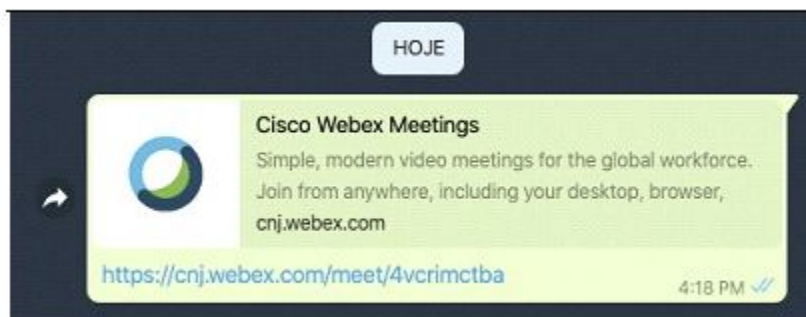 HOJE
Cisco Webex Meetings
Simple, modern video meetings for the global workforce.
Join from anywhere, including your desktop, browser,
cnj.webex.com
https://cnj.webex.com/meet/4vcrimctba
4:18 PM